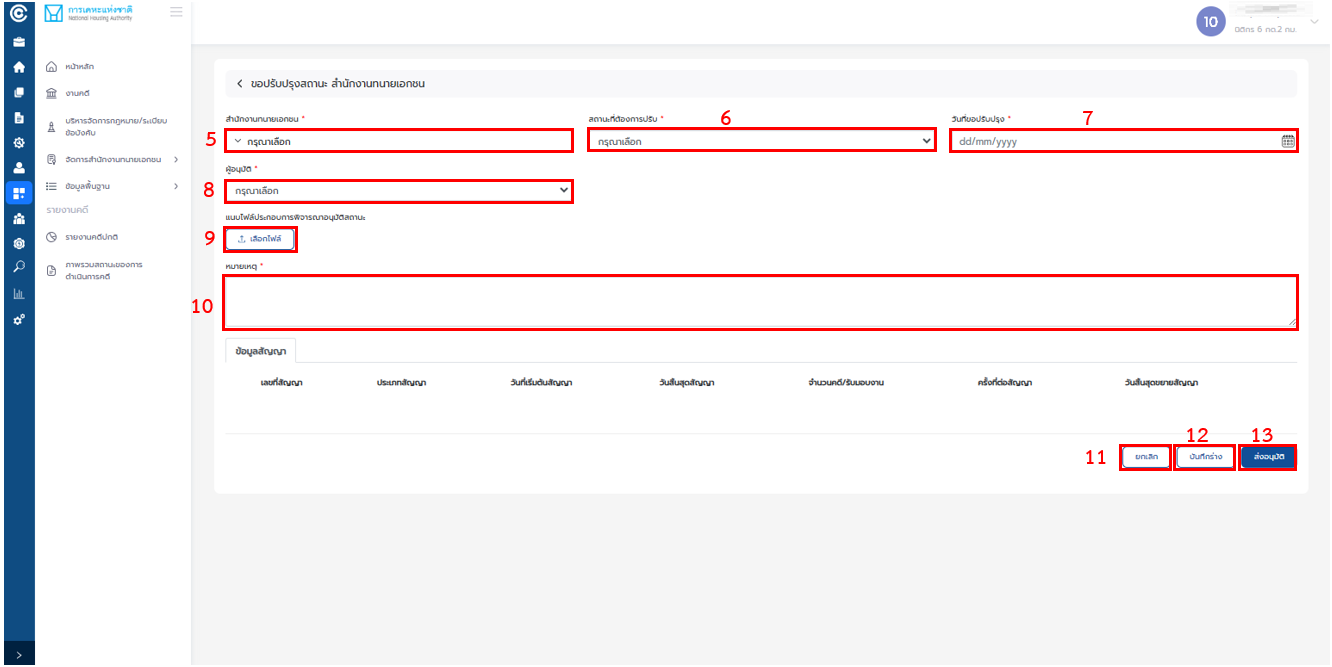 การเคหะแห่งชาติ
National Housing Authority
10
นิติกร 6 กต.2 กม.
หน้าหลัก
งานคดี
บริหารจัดการกฎหมาย/ระเบียบ
ข้อบังคับ
จัดการสำนักงานทนายเอกชน
ข้อมูลพื้นฐาน
รายงานคดี
รายงานคดีปกติ
ภาพรวมสถานะของการ
ดำเนินการคดี
ขอปรับปรุงสถานะ สำนักงานทนายเอกชน
สำนักงานทนายเอกชน *
5 กรุณาเลือก
สถานะที่ต้องการปรับ * 6
กรุณาเลือก
วันที่ขอปรับปรุง * 7
dd/mm/yyyy
ผู้อนุมัติ *
8 กรุณาเลือก
แนบไฟล์ประกอบการพิจารณาอนุมัติสถานะ
9 เลือกไฟล์
หมายเหตุ *
10
ข้อมูลสัญญา
เลขที่สัญญา ประเภทสัญญา วันที่เริ่มต้นสัญญา วันสิ้นสุดสัญญา จำนวนคดี/รับมอบงาน ครั้งที่ต่อสัญญา วันสิ้นสุดขยายสัญญา
12 13
11 ยกเลิก บันทึกร่าง ส่งอนุมัติ